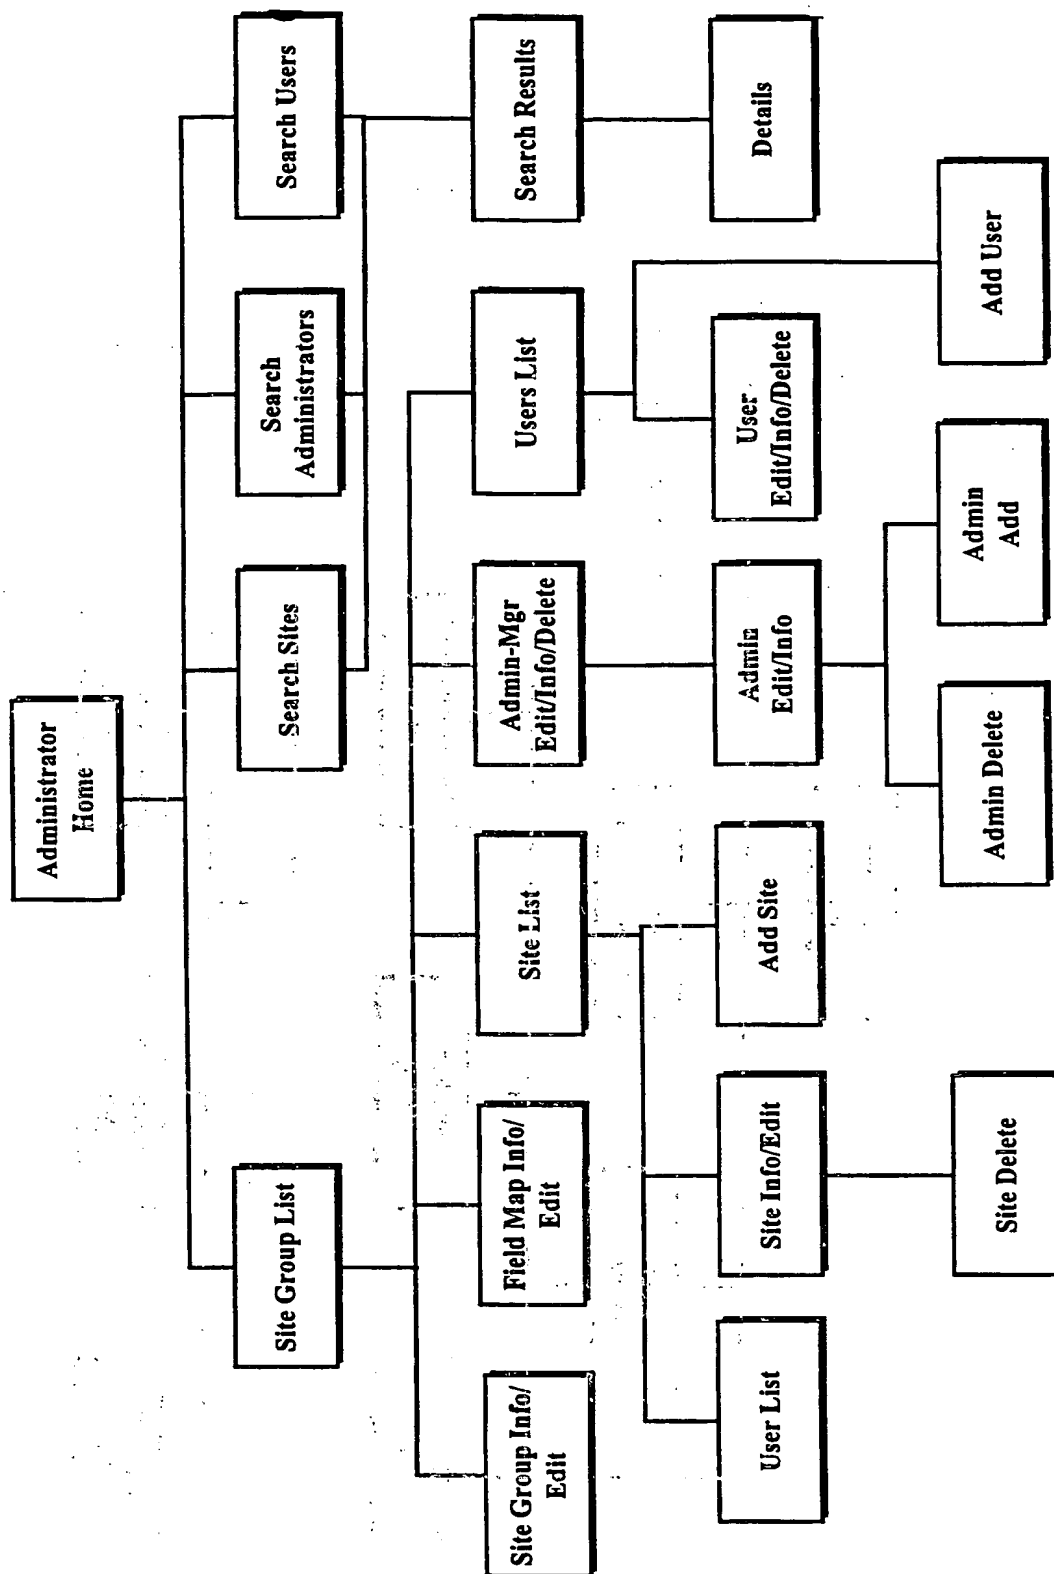 Administrator
Home
Site Group List
Search Sites
Search
Administrators
Search Users
Site Group Info/
Edit
Field Map Info/
Edit
Site List
Admin-Mgr
Edit/Info/Delete
Users List
Search Results
User List
Site Info/Edit
Add Site
Admin
Edit/Info
User
Edit/Info/Delete
Details
Site Delete
Admin Delete
Admin
Add
Add User